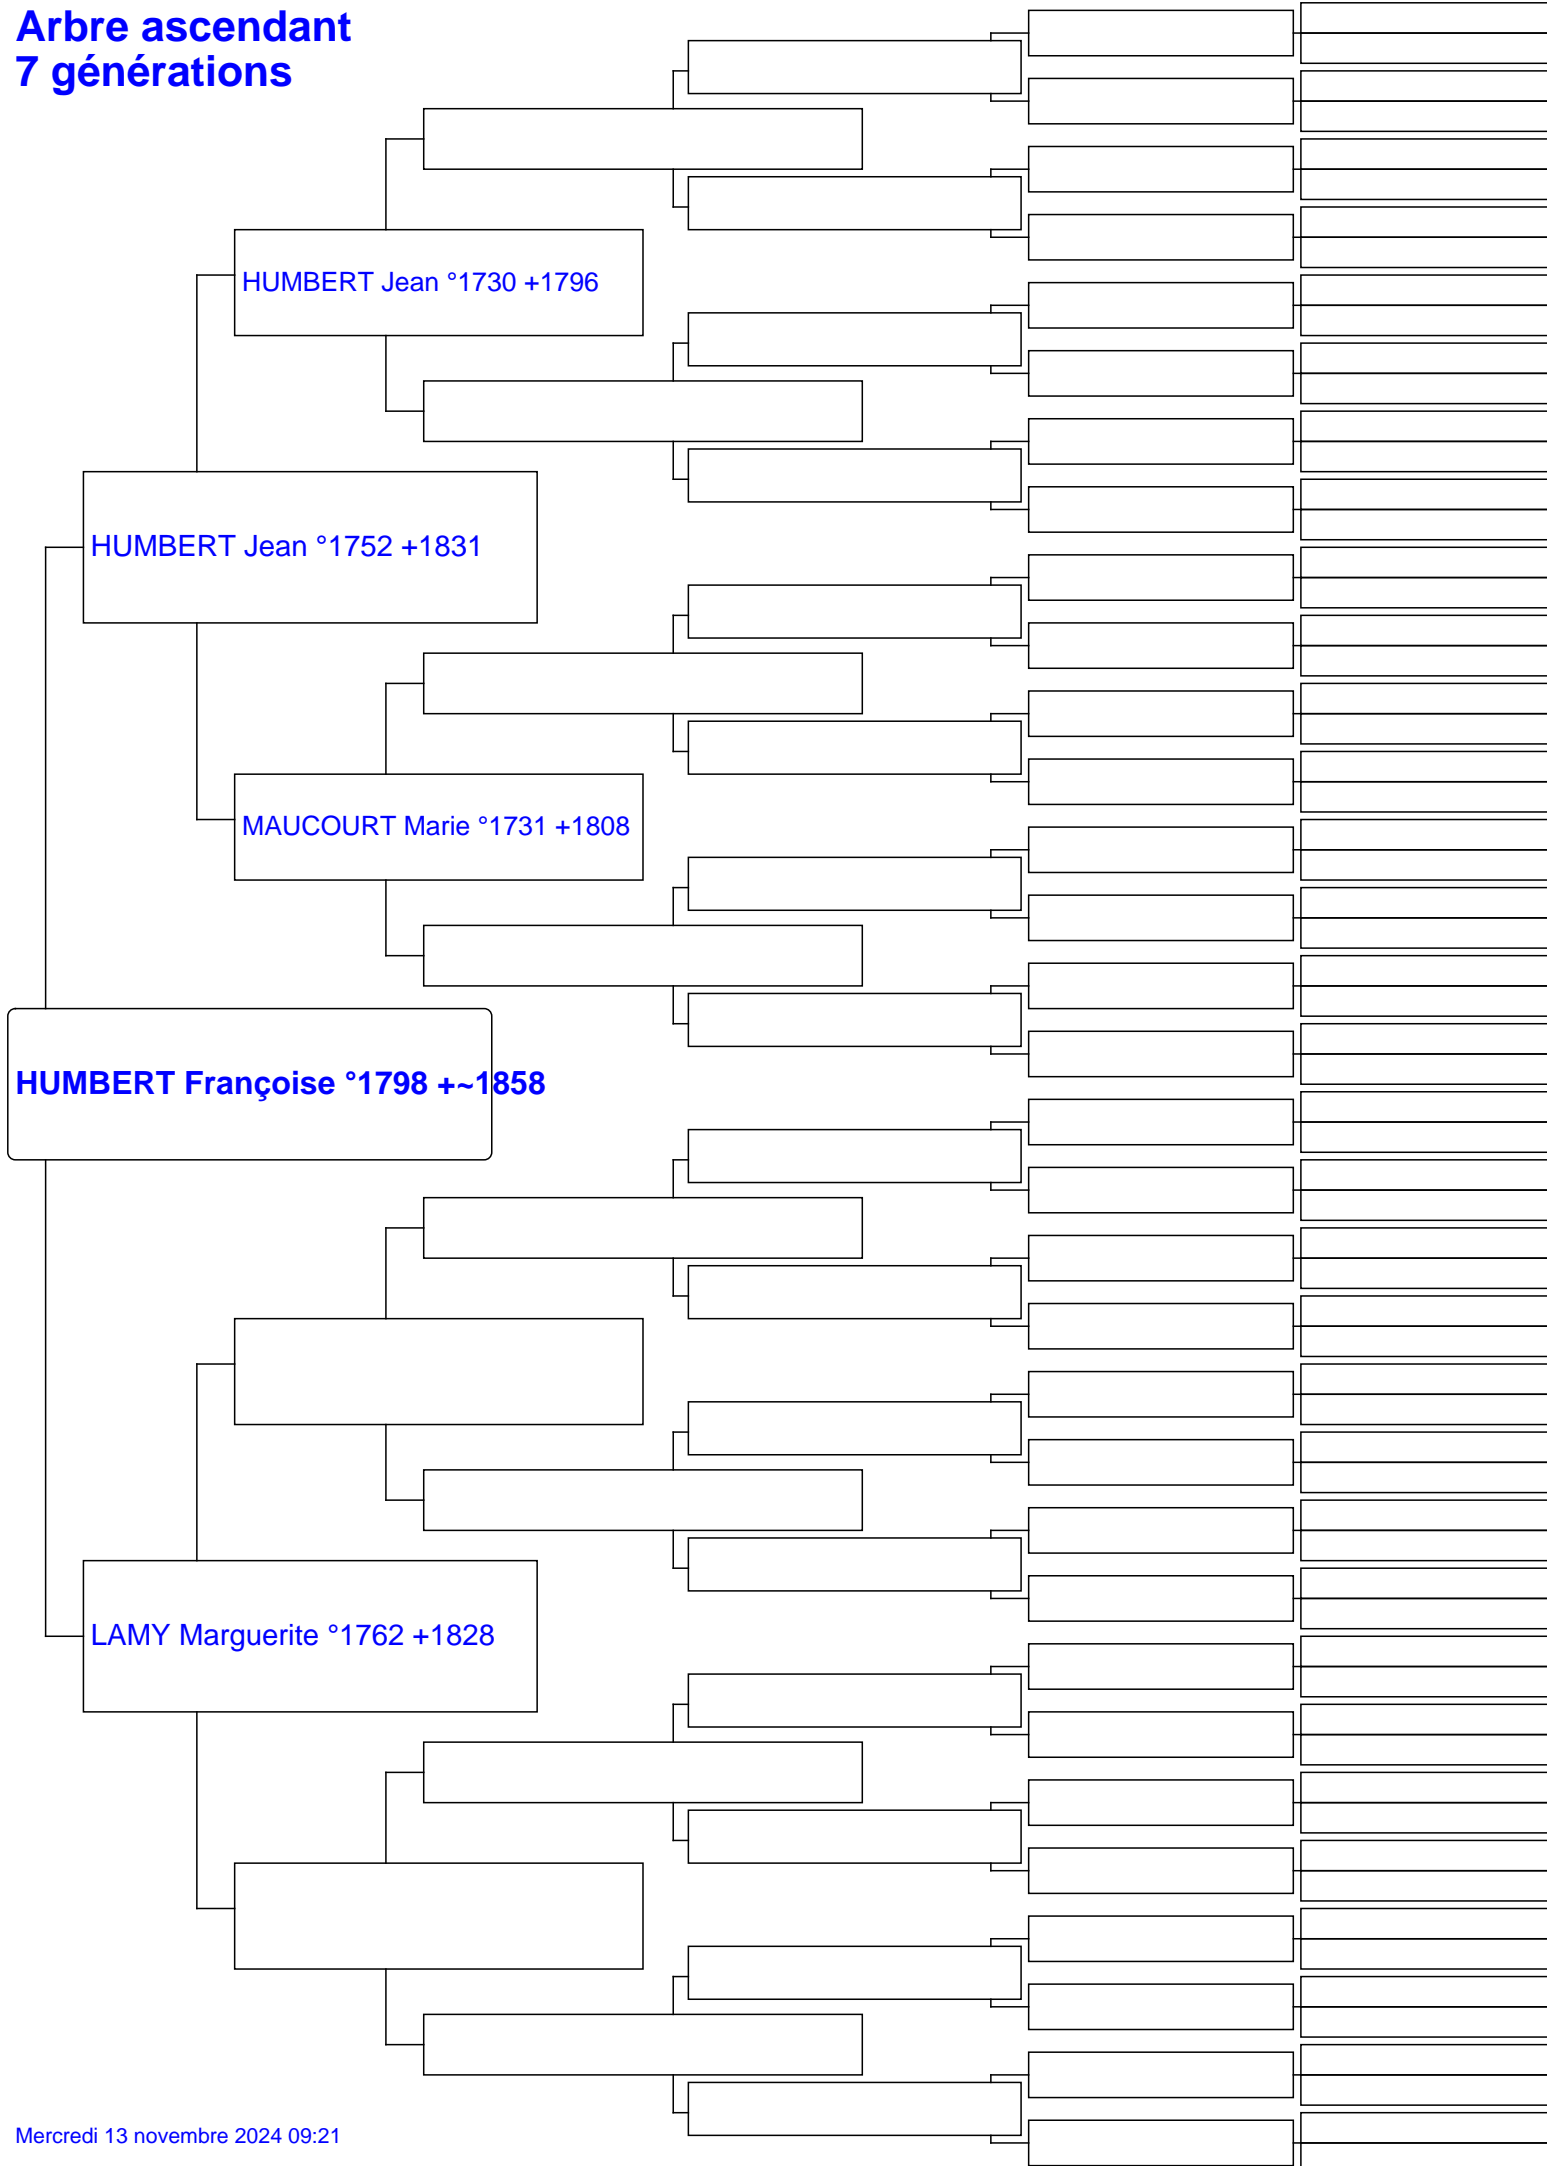 Arbre ascendant
7 générations
HUMBERT Jean °1730 +1796
HUMBERT Jean °1752 +1831
MAUCOURT Marie °1731 +1808
HUMBERT Françoise °1798 +~1858
LAMY Marguerite °1762 +1828
Mercredi 13 novembre 2024 09:21